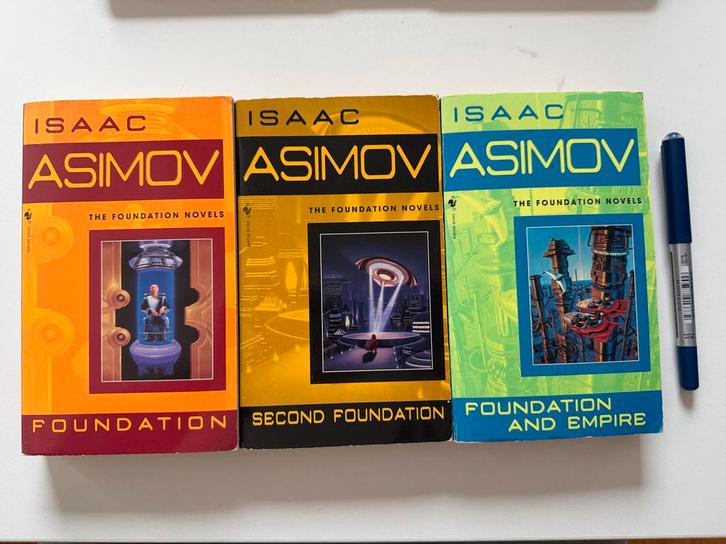 ISAAC
ASIMOV
THE FOUNDATION NOVELS
FOUNDATION
ISAAC
ASIMOV
THE FOUNDATION NOVELS
SECOND FOUNDATION
ISAAC
ASIMOV
THE FOUNDATION NOVELS
FOUNDATION
AND EMPIRE